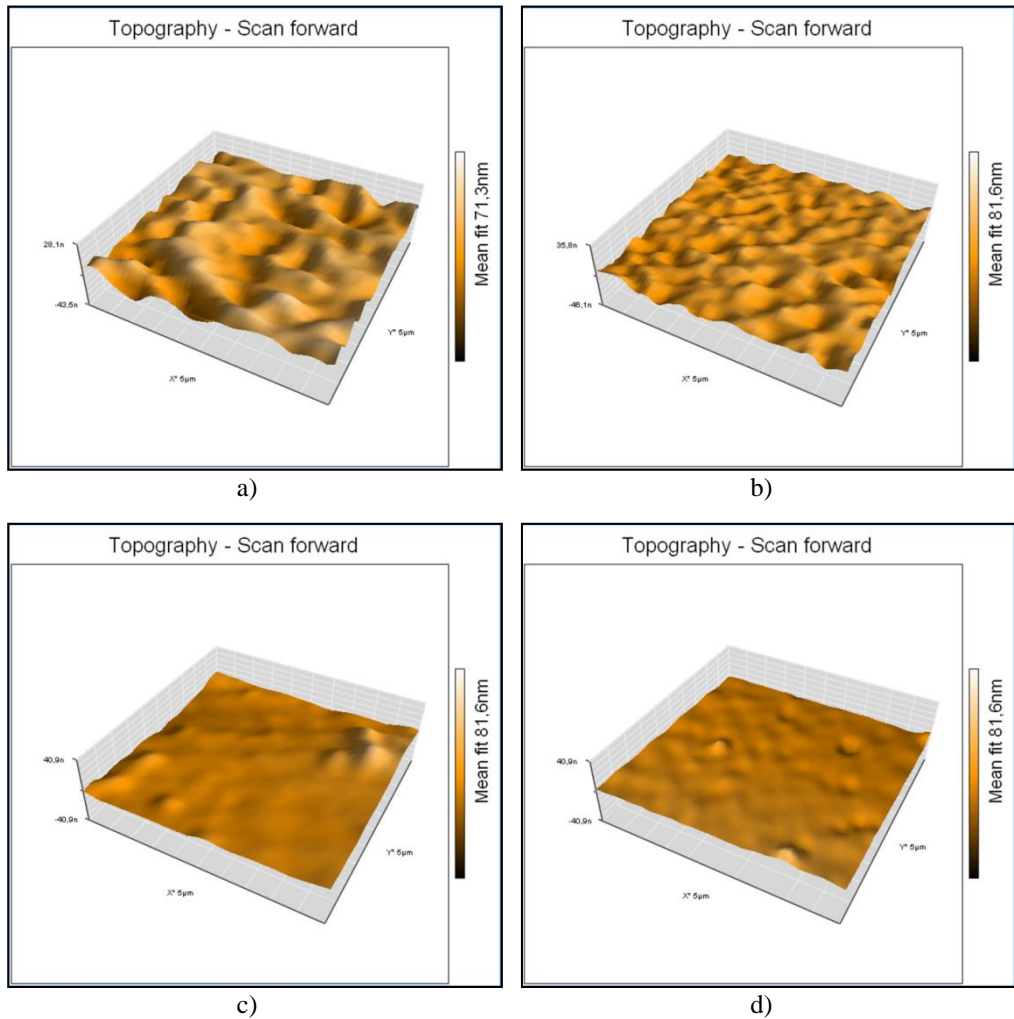 Topography - Scan forward
Mean fit 71,3nm
28,1n
-43,5n
X* 5µm
Y* 5µm
a)
Topography - Scan forward
Mean fit 81,6nm
35,8n
-46,1n
X* 5µm
Y* 5µm
b)
Topography - Scan forward
Mean fit 81,6nm
40,9n
-40,9n
X* 5µm
Y* 5µm
c)
Topography - Scan forward
Mean fit 81,6nm
40,9n
-40,9n
X* 5µm
Y* 5µm
d)